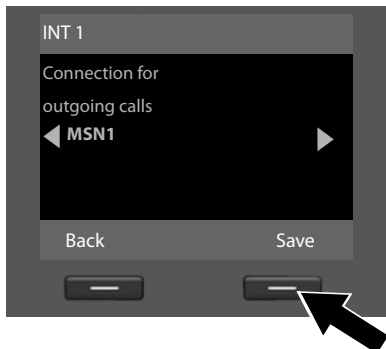 INT 1
Connection for
outgoing calls
MSN1
Back Save